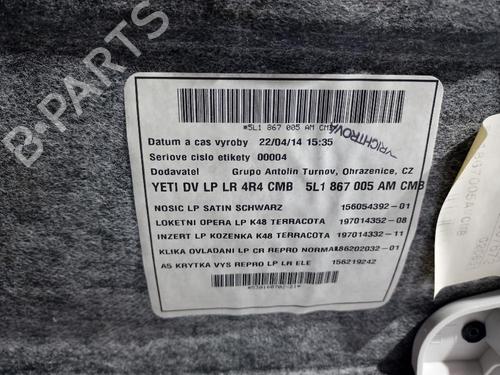 *5L1 867 005 AM CMB*
Datum a cas vyroby 22/04/14 15:35
Seriove cislo etikety 00004
Dodavatel Grupo Antolin Turnov, Ohrazenice, CZ
YETI DV LP LR 4R4 CMB 5L1 867 005 AM CMB
NOSIC LP SATIN SCHWARZ 156054392-01
LOKETNI OPERA LP K48 TERRACOTA 197014352-08
INZERT LP KOZENKA K48 TERRACOTA 197014332-11
KLIKA OVLADANI LP CR REPRO NORMAL 186202032-01
A5 KRYTKA VYS REPRO LP LH ELE 156219242
B-PARTS